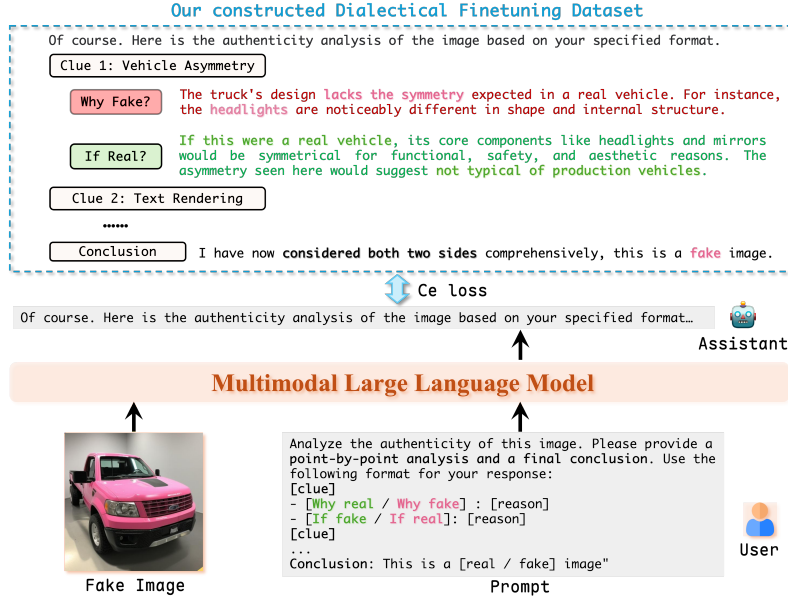 Our constructed Dialectical Finetuning Dataset
Of course. Here is the authenticity analysis of the image based on your specified format.
Clue 1: Vehicle Asymmetry
Why Fake?
The truck's design lacks the symmetry expected in a real vehicle. For instance,
the headlights are noticeably different in shape and internal structure.
If Real?
If this were a real vehicle, its core components like headlights and mirrors
would be symmetrical for functional, safety, and aesthetic reasons. The
asymmetry seen here would suggest not typical of production vehicles.
Clue 2: Text Rendering
……
Conclusion
I have now considered both two sides comprehensively, this is a fake image.
Ce loss
Of course. Here is the authenticity analysis of the image based on your specified format…
Assistant
Multimodal Large Language Model
Fake Image
Analyze the authenticity of this image. Please provide a
point-by-point analysis and a final conclusion. Use the
following format for your response:
[clue]
- [Why real / Why fake] : [reason]
- [If fake / If real]: [reason]
[clue]
...
Conclusion: This is a [real / fake] image"
Prompt
User